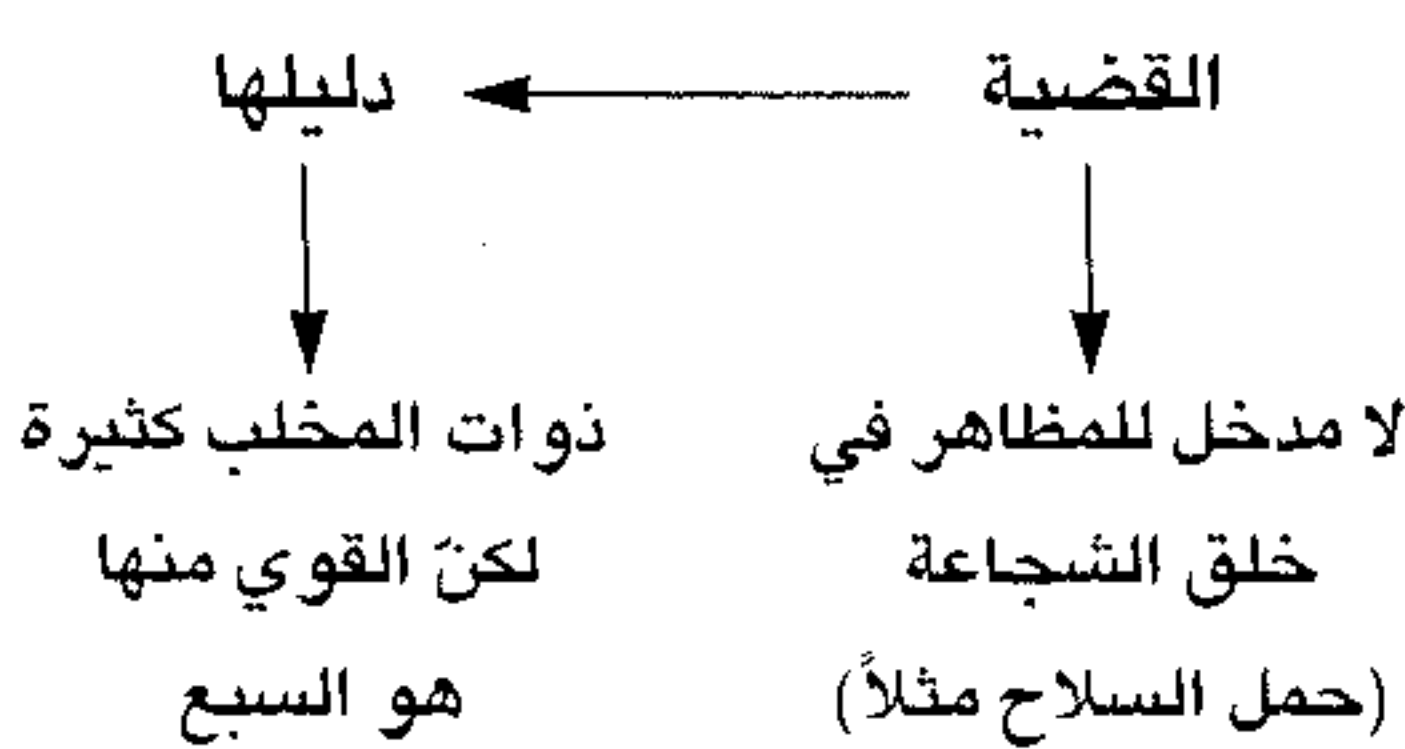 القضية
دليلها
لا مدخل للمظاهر في
خلق الشجاعة
(حمل السلاح مثلاً)
ذوات المخلب كثيرة
لكنّ القوي منها
هو السبع